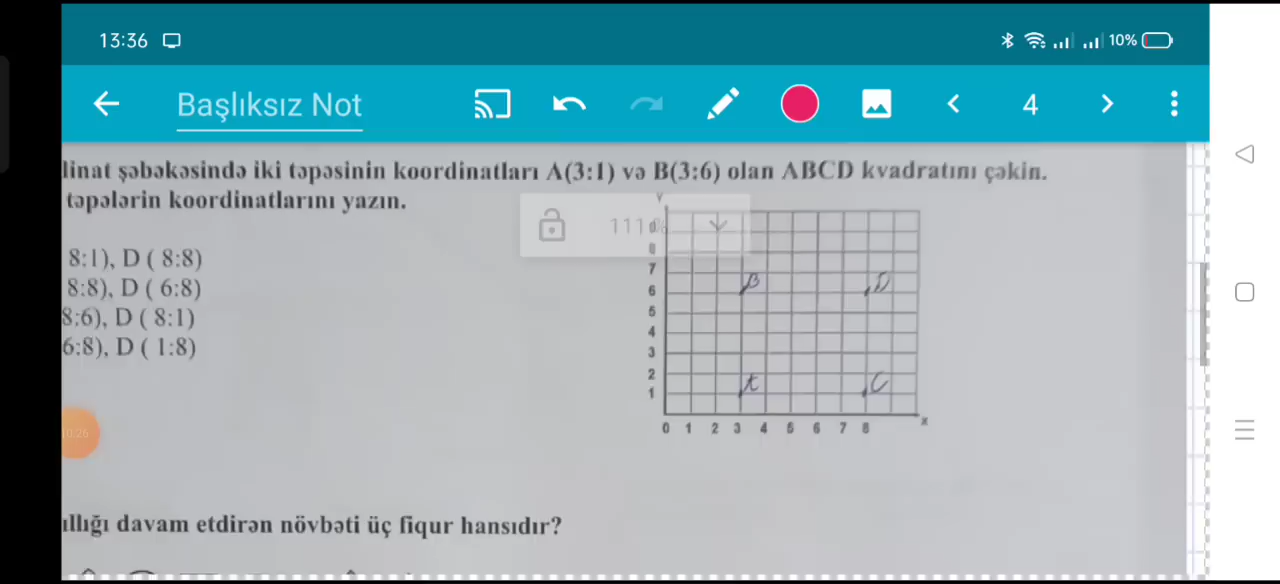 13:36 10%
Başlıksız Not 4
linat şəbəkəsində iki təpəsinin koordinatları A(3:1) və B(3:6) olan ABCD kvadratını çəkin.
təpələrin koordinatlarını yazın.
111
8:1), D ( 8:8)
8:8), D ( 6:8)
8:6), D ( 8:1)
6:8), D ( 1:8)
Y
8
7
6
5
4
3
2
1
0 1 2 3 4 5 6 7 8 x
B D
A C
10:26
ıllığı davam etdirən növbəti üç fiqur hansıdır?